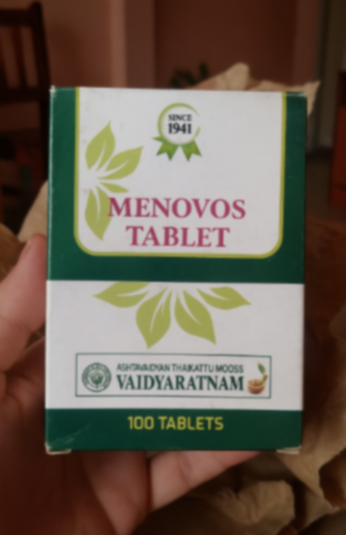 SINCE
1941
MENOVOS
TABLET
ASHTAVAIDYAN THAIKATTU MOOSS
VAIDYARATNAM
100 TABLETS